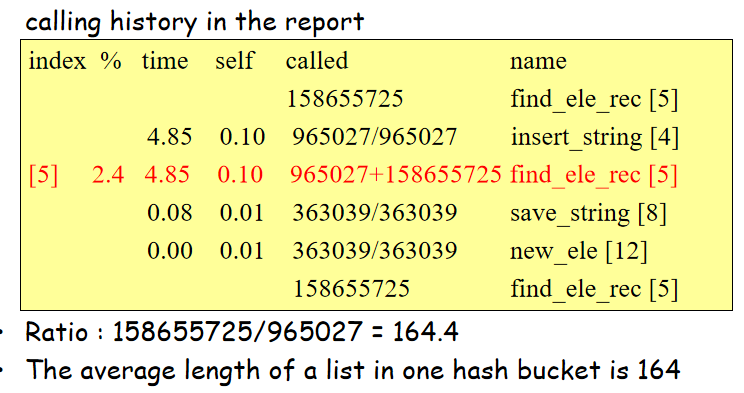 calling history in the report
index % time self called name
158655725 find_ele_rec [5]
4.85 0.10 965027/965027 insert_string [4]
[5] 2.4 4.85 0.10 965027+158655725 find_ele_rec [5]
0.08 0.01 363039/363039 save_string [8]
0.00 0.01 363039/363039 new_ele [12]
158655725 find_ele_rec [5]
• Ratio : 158655725/965027 = 164.4
• The average length of a list in one hash bucket is 164